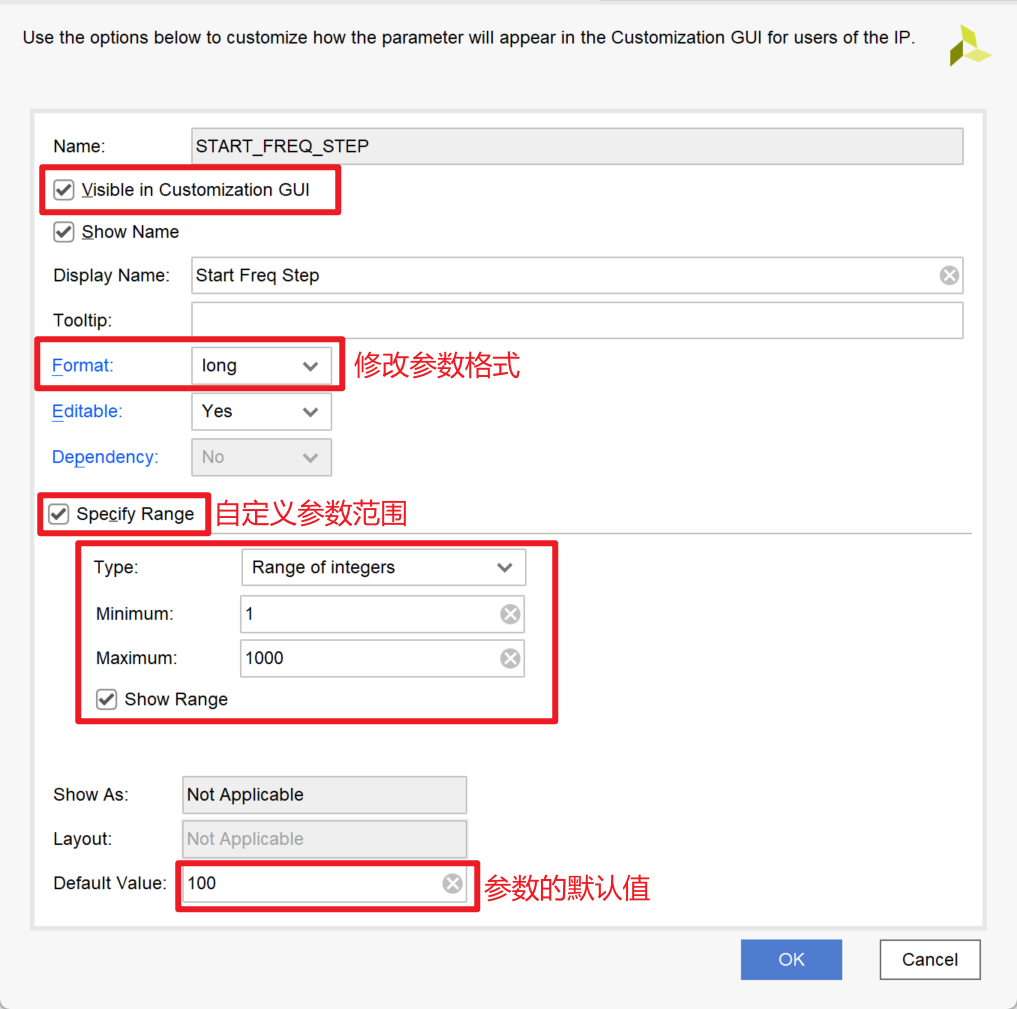 Use the options below to customize how the parameter will appear in the Customization GUI for users of the IP.
Name: START_FREQ_STEP
Visible in Customization GUI
Show Name
Display Name: Start Freq Step
Tooltip:
Format: long 修改参数格式
Editable: Yes
Dependency: No
Specify Range 自定义参数范围
Type: Range of integers
Minimum: 1
Maximum: 1000
Show Range
Show As: Not Applicable
Layout: Not Applicable
Default Value: 100 参数的默认值
OK Cancel